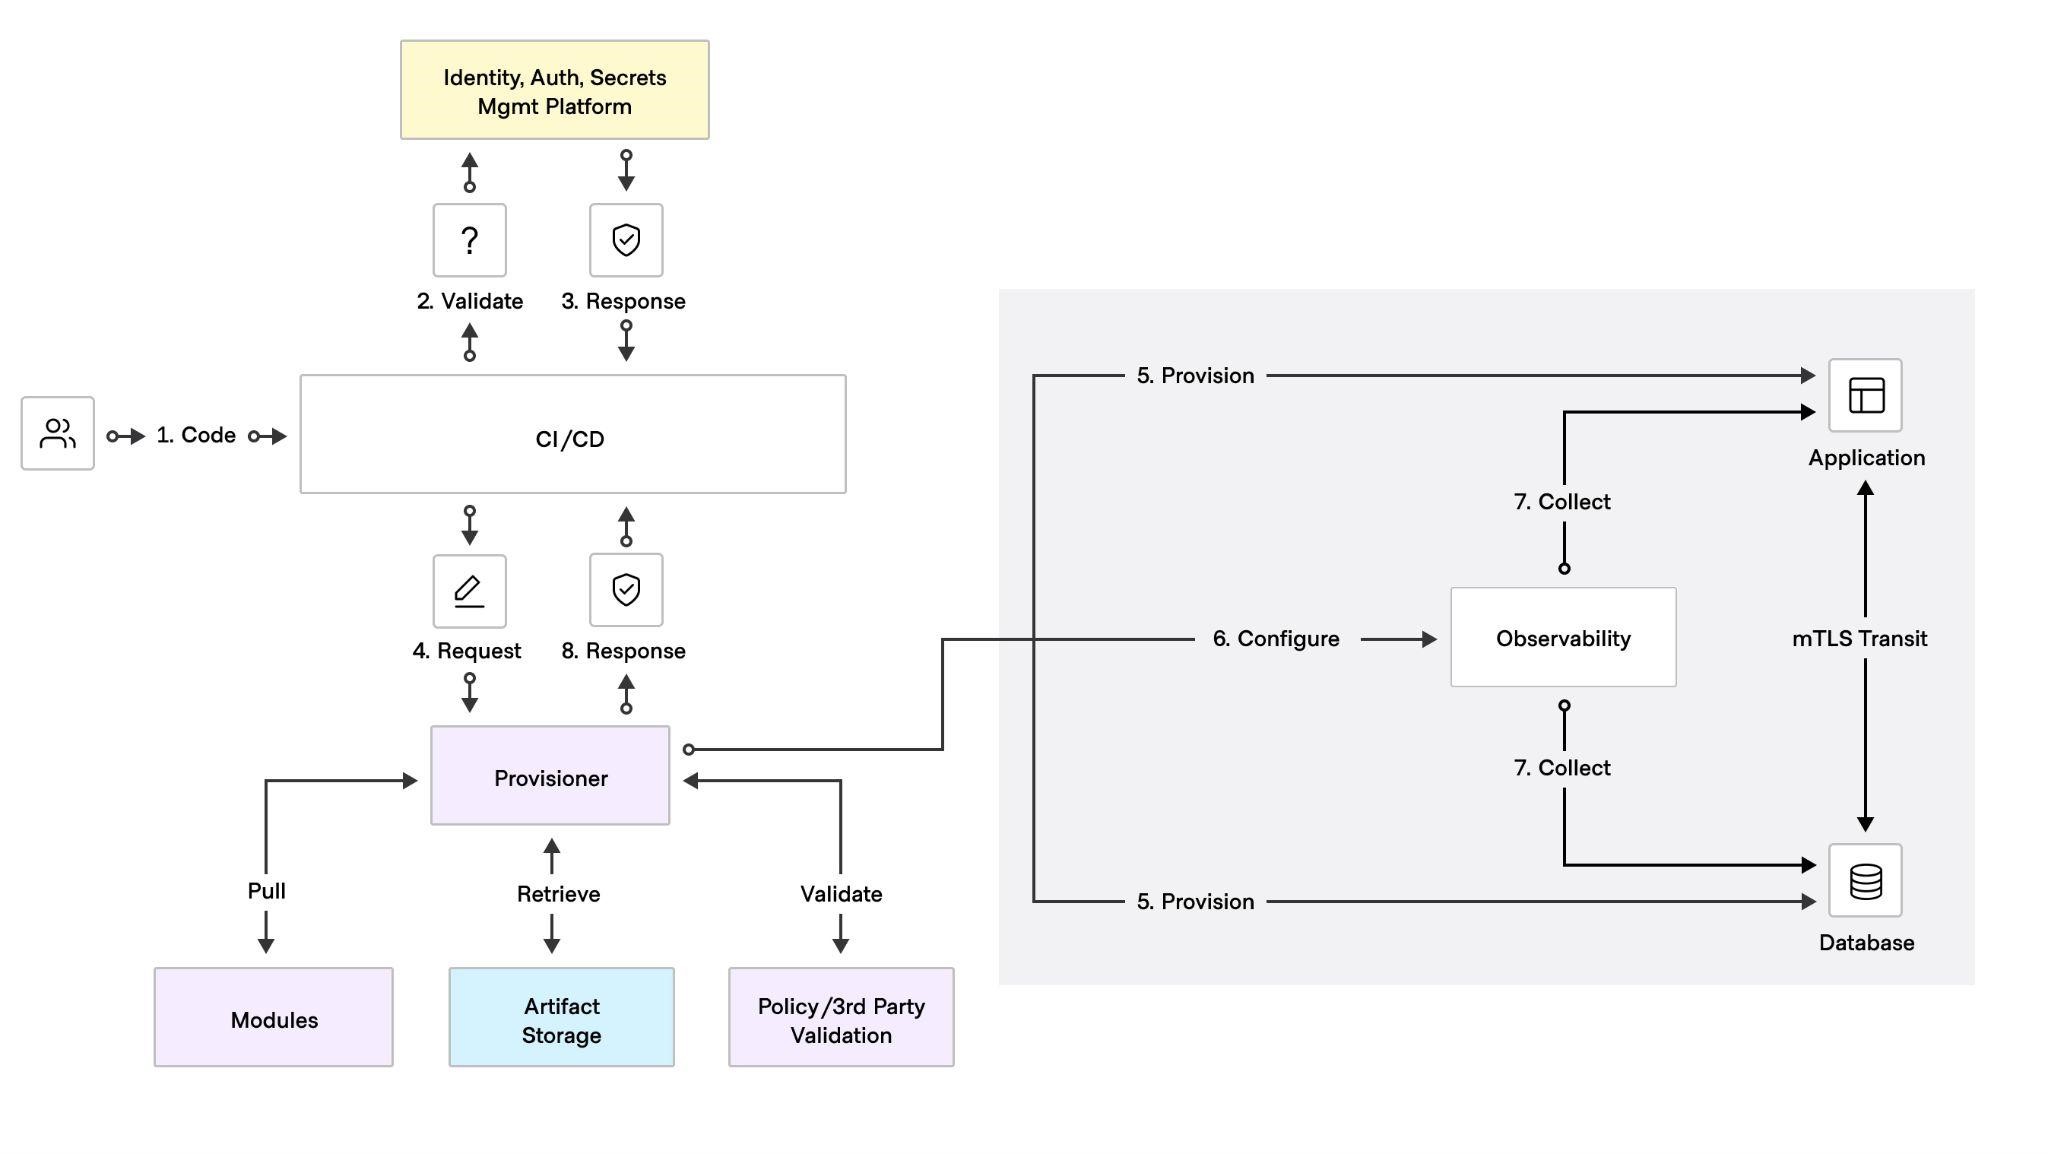 Identity, Auth, Secrets
Mgmt Platform
?
2. Validate
3. Response
1. Code
CI/CD
4. Request
8. Response
Provisioner
Pull
Retrieve
Validate
Modules
Artifact
Storage
Policy/3rd Party
Validation
5. Provision
Application
7. Collect
6. Configure
Observability
mTLS Transit
7. Collect
5. Provision
Database